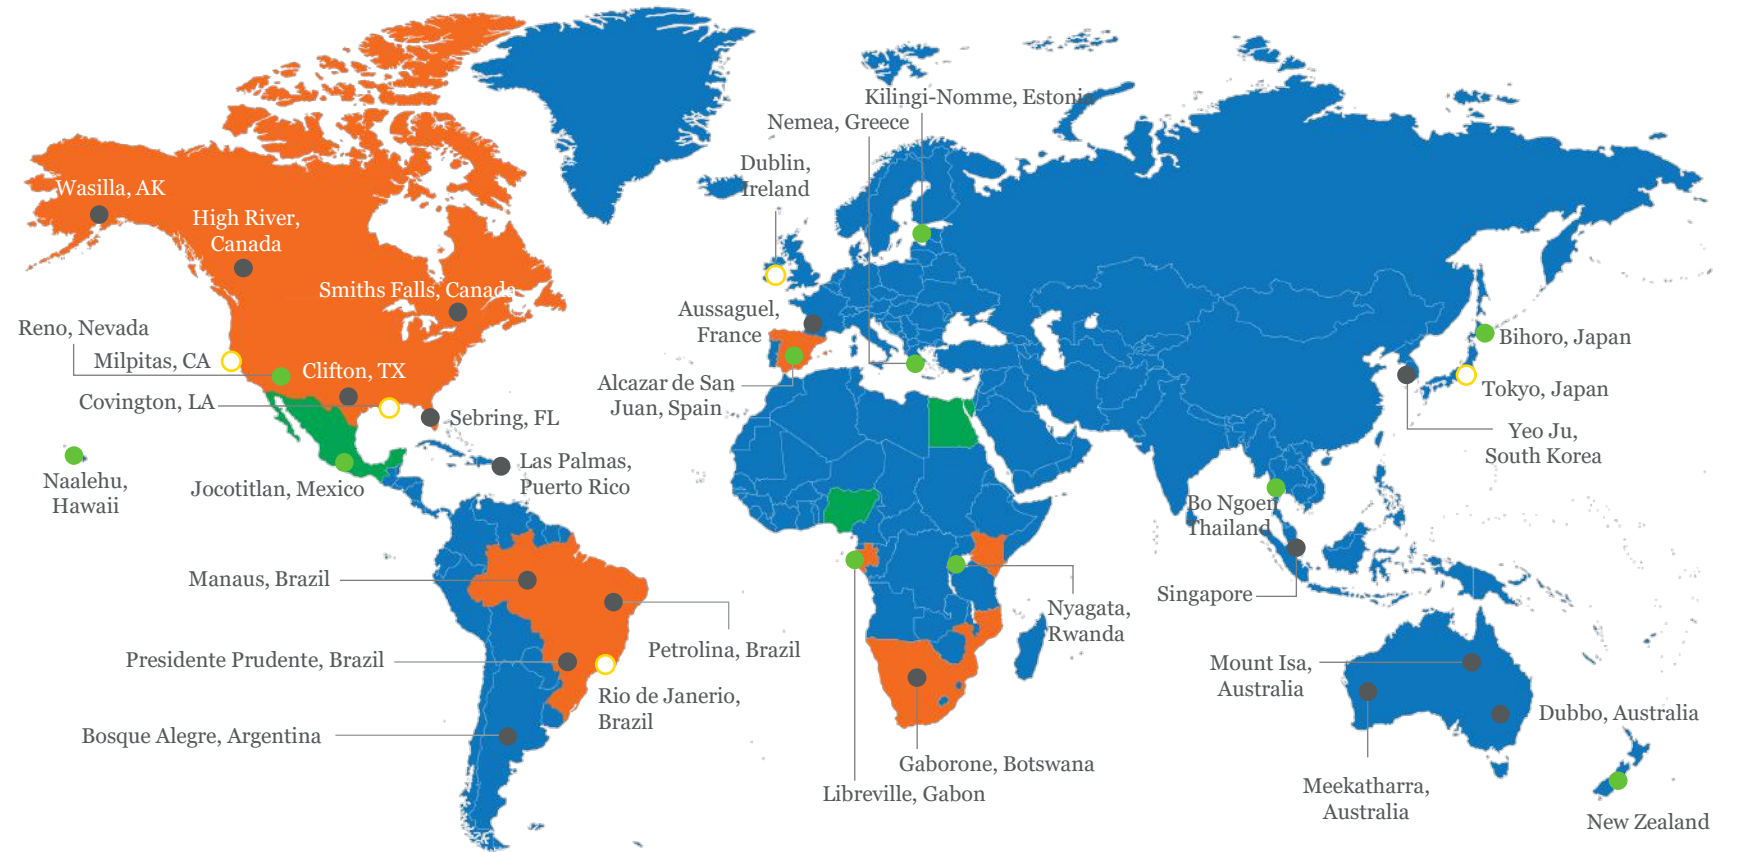 Kilingi-Nomme, Estonia
Nemea, Greece
Dublin,
Ireland
Wasilla, AK
High River,
Canada
Smiths Falls, Canada
Reno, Nevada
Milpitas, CA
Clifton, TX
Covington, LA
Sebring, FL
Naalehu,
Hawaii
Jocotitlan, Mexico
Las Palmas,
Puerto Rico
Aussaguel,
France
Alcazar de San
Juan, Spain
Bihoro, Japan
Tokyo, Japan
Yeo Ju,
South Korea
Bo Ngoen
Thailand
Singapore
Manaus, Brazil
Petrolina, Brazil
Presidente Prudente, Brazil
Rio de Janerio,
Brazil
Bosque Alegre, Argentina
Nyagata,
Rwanda
Gaborone, Botswana
Libreville, Gabon
Mount Isa,
Australia
Dubbo, Australia
Meekatharra,
Australia
New Zealand